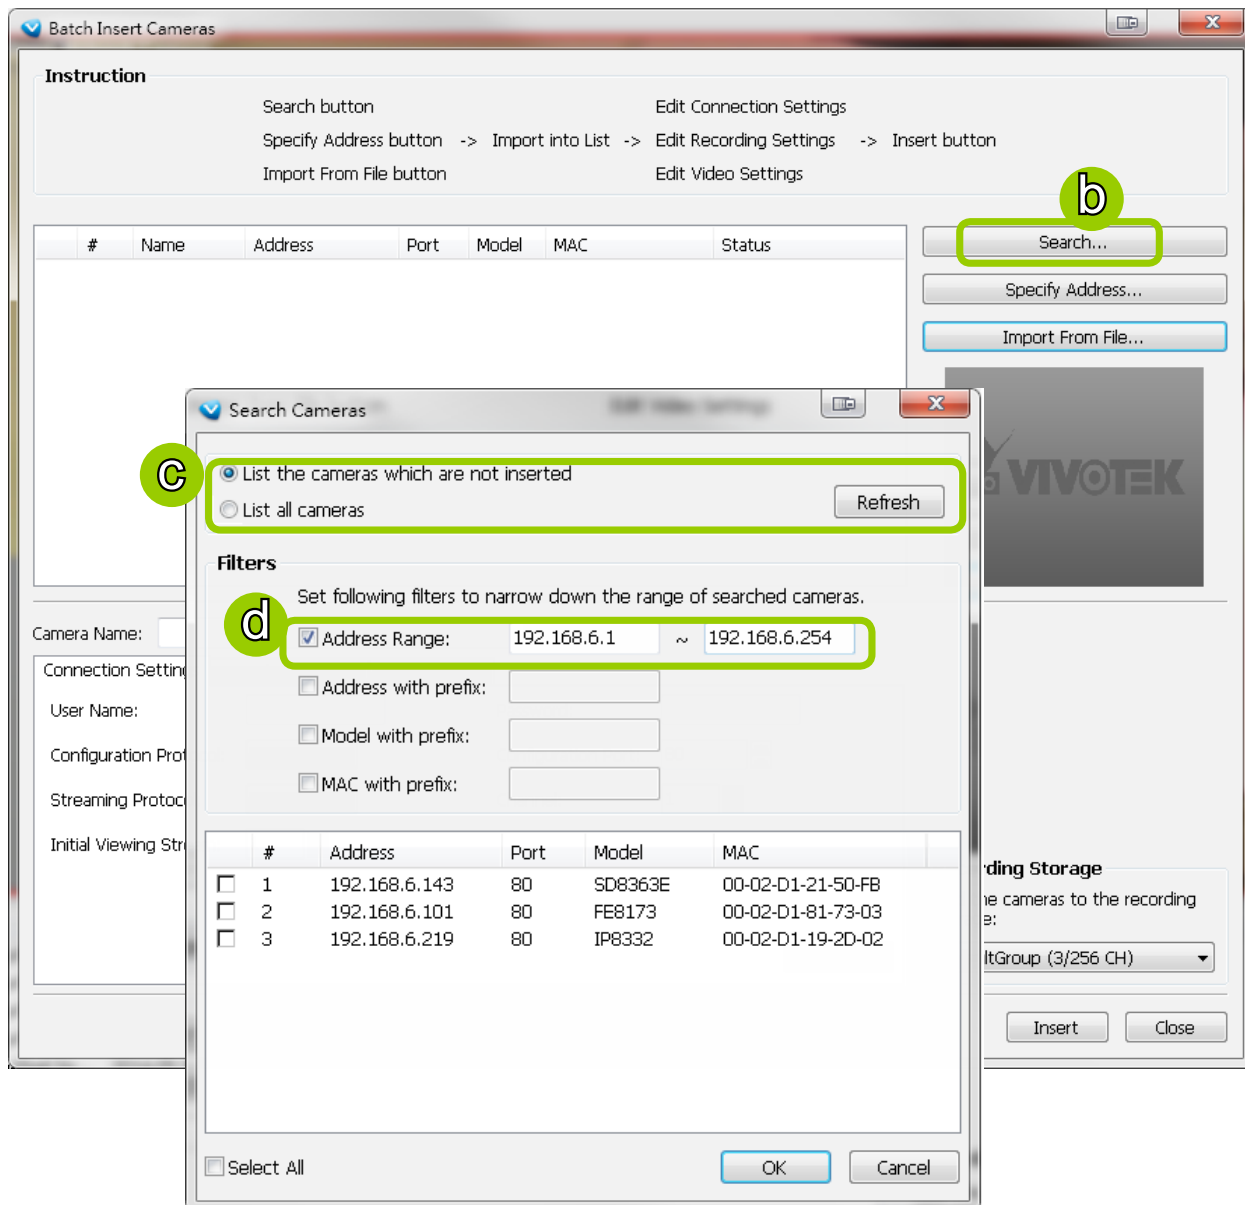 Batch Insert Cameras
Instruction
Search button Edit Connection Settings
Specify Address button -> Import into List -> Edit Recording Settings -> Insert button
Import From File button Edit Video Settings
b
# Name Address Port Model MAC Status
Search...
Specify Address...
Import From File...
VIVOTEK
Search Cameras
c
List the cameras which are not inserted
List all cameras
Refresh
Filters
Set following filters to narrow down the range of searched cameras.
d
Address Range: 192.168.6.1 ~ 192.168.6.254
Address with prefix:
Model with prefix:
MAC with prefix:
Camera Name:
Connection Setting
User Name:
Configuration Prot
Streaming Protoc
Initial Viewing Str
# Address Port Model MAC
1 192.168.6.143 80 SD8363E 00-02-D1-21-50-FB
2 192.168.6.101 80 FE8173 00-02-D1-81-73-03
3 192.168.6.219 80 IP8332 00-02-D1-19-2D-02
Select All
OK Cancel
ding Storage
e cameras to the recording
e:
ltGroup (3/256 CH)
Insert Close